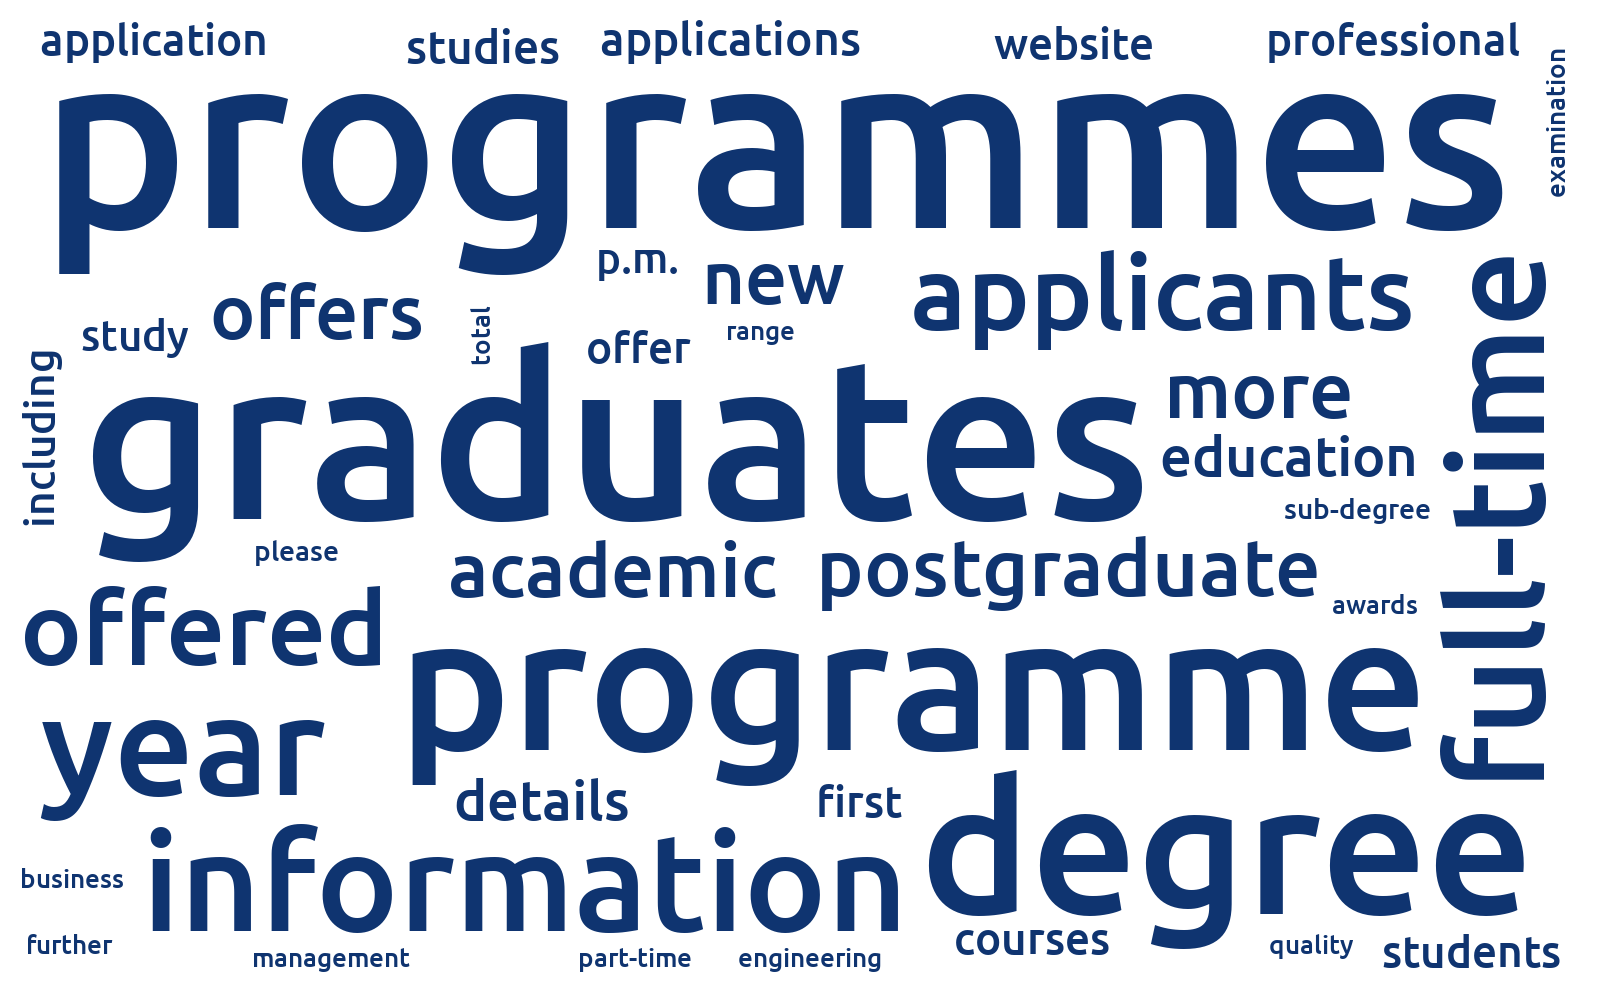 application
studies
applications
website
professional
examination
programmes
p.m.
new
applicants
offers
study
total
offer
range
including
graduates
more
education
sub-degree
full-time
please
academic
postgraduate
awards
offered
programme
year
details
first
degree
information
business
further
management
part-time
engineering
courses
quality
students